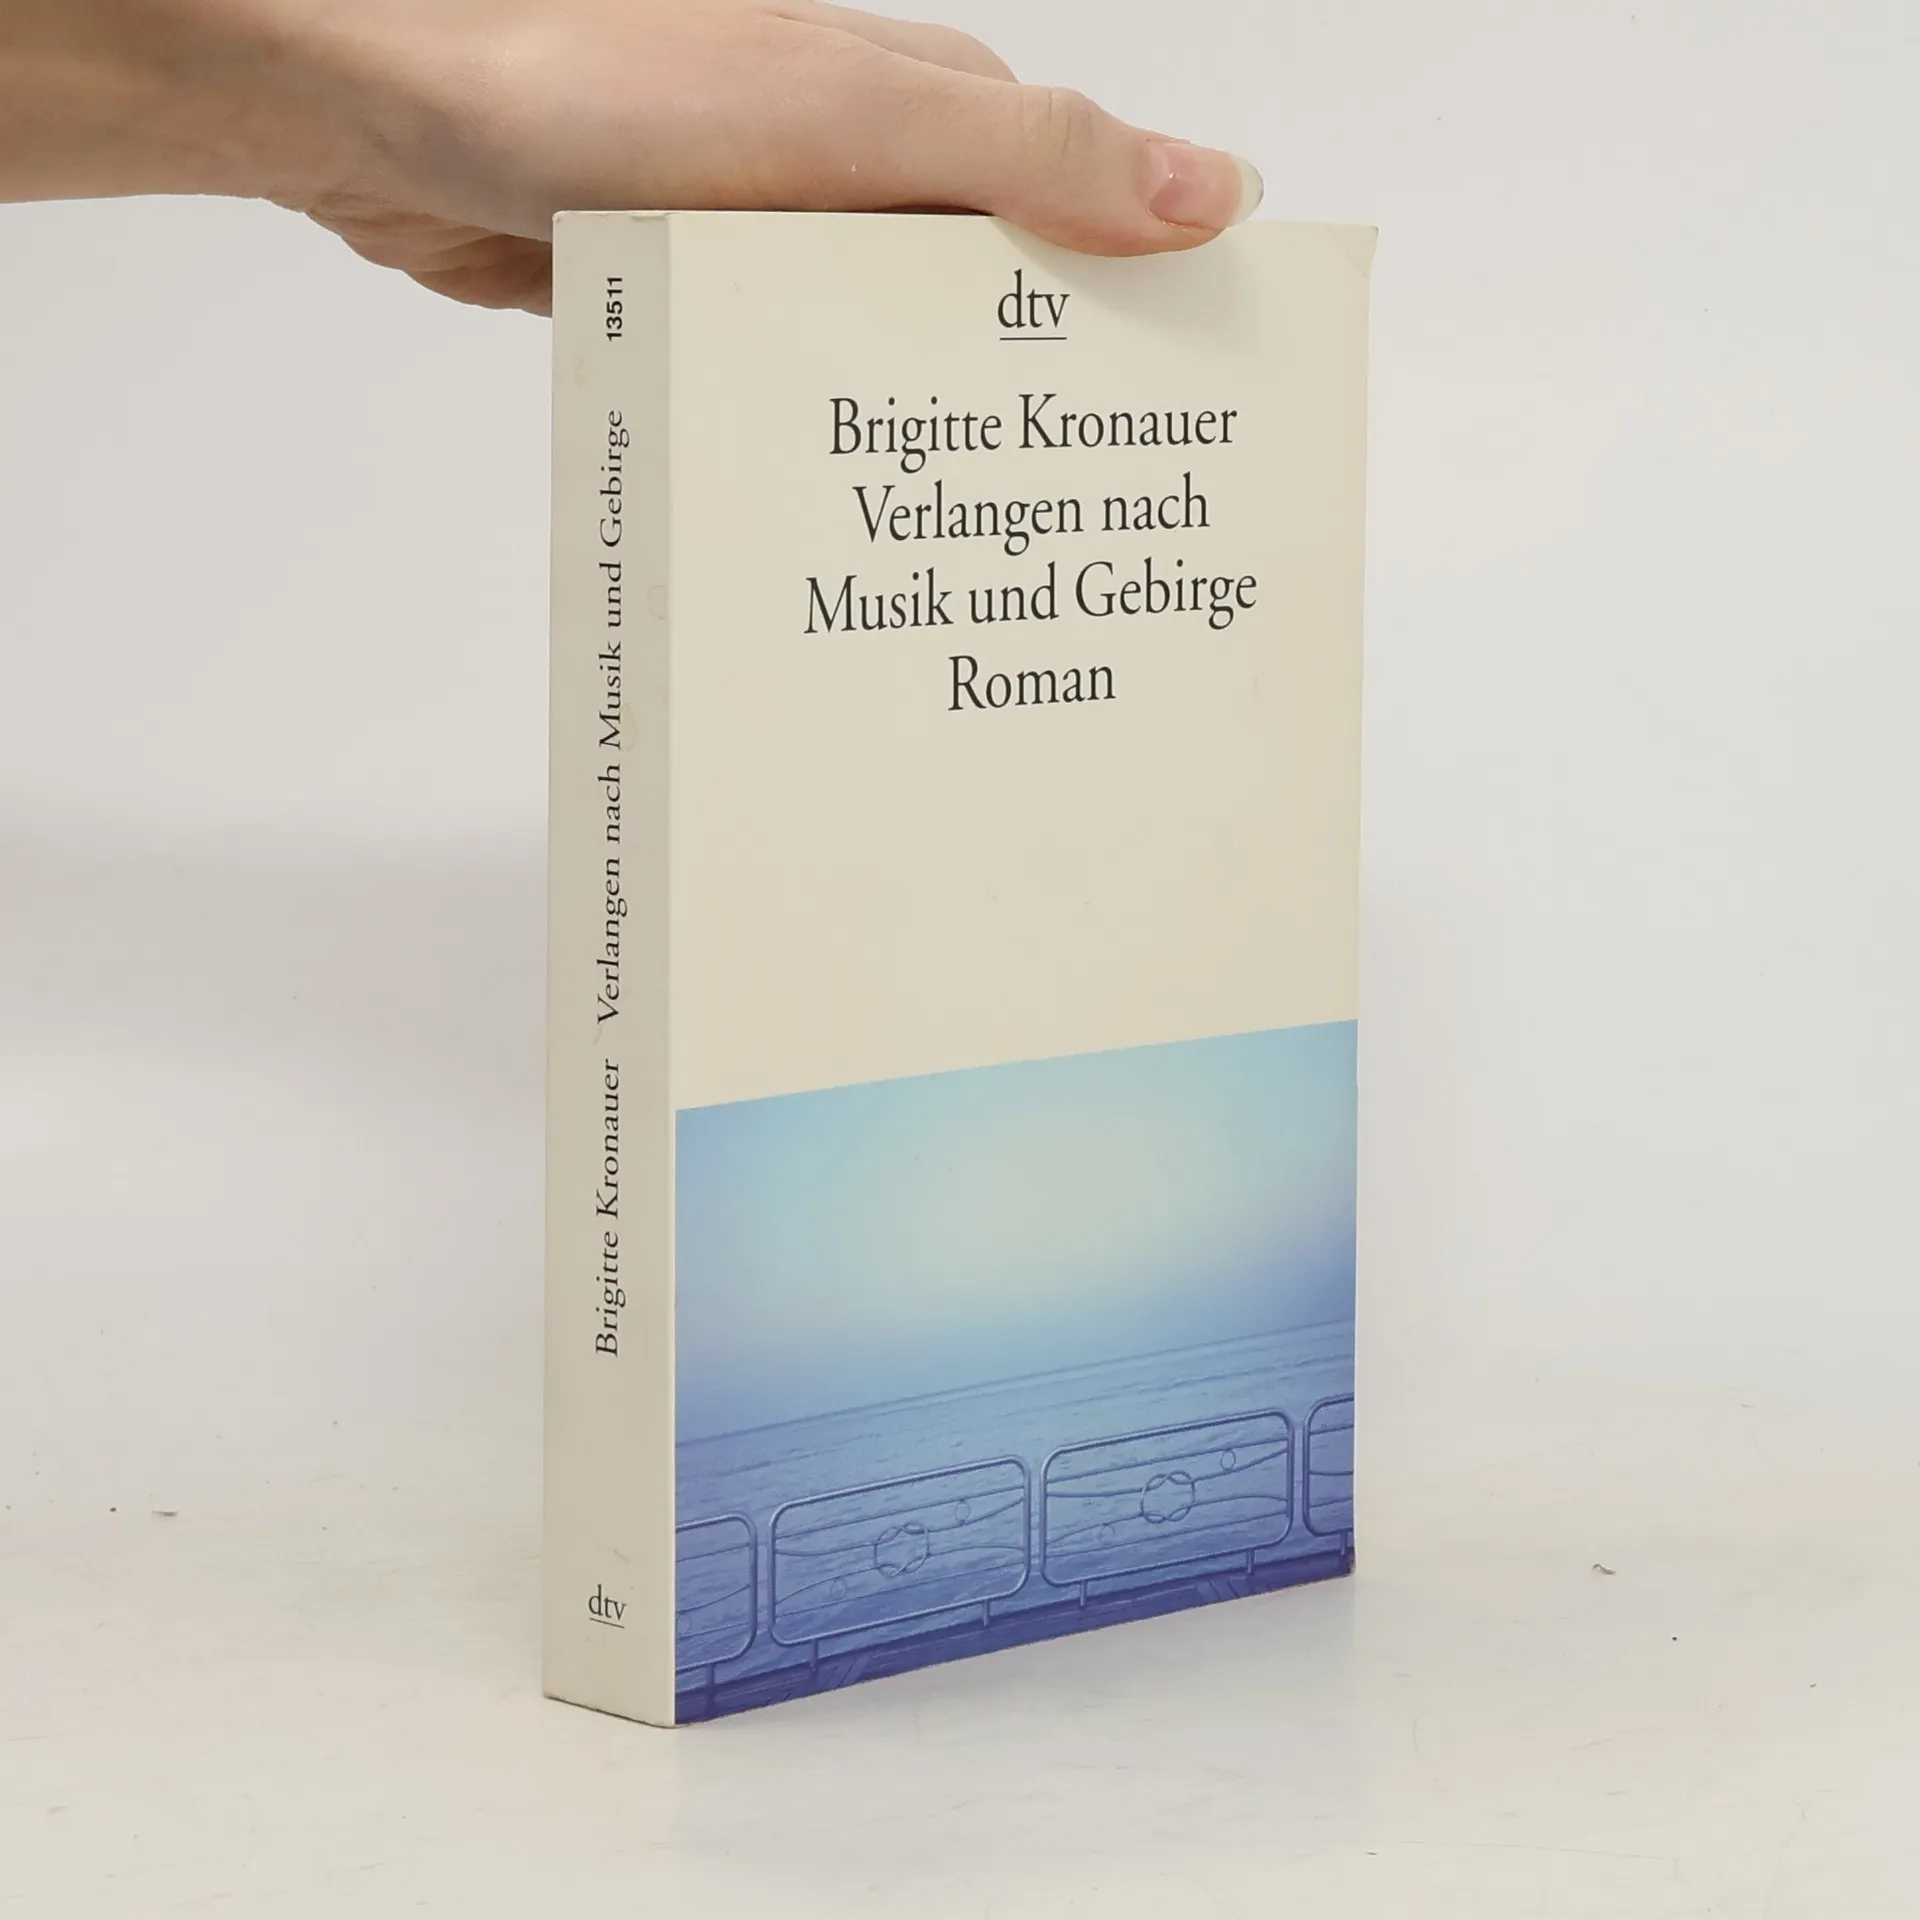 dtv
Brigitte Kronauer
Verlangen nach
Musik und Gebirge
Roman
Brigitte Kronauer Verlangen nach Musik und Gebirge 13511
dtv